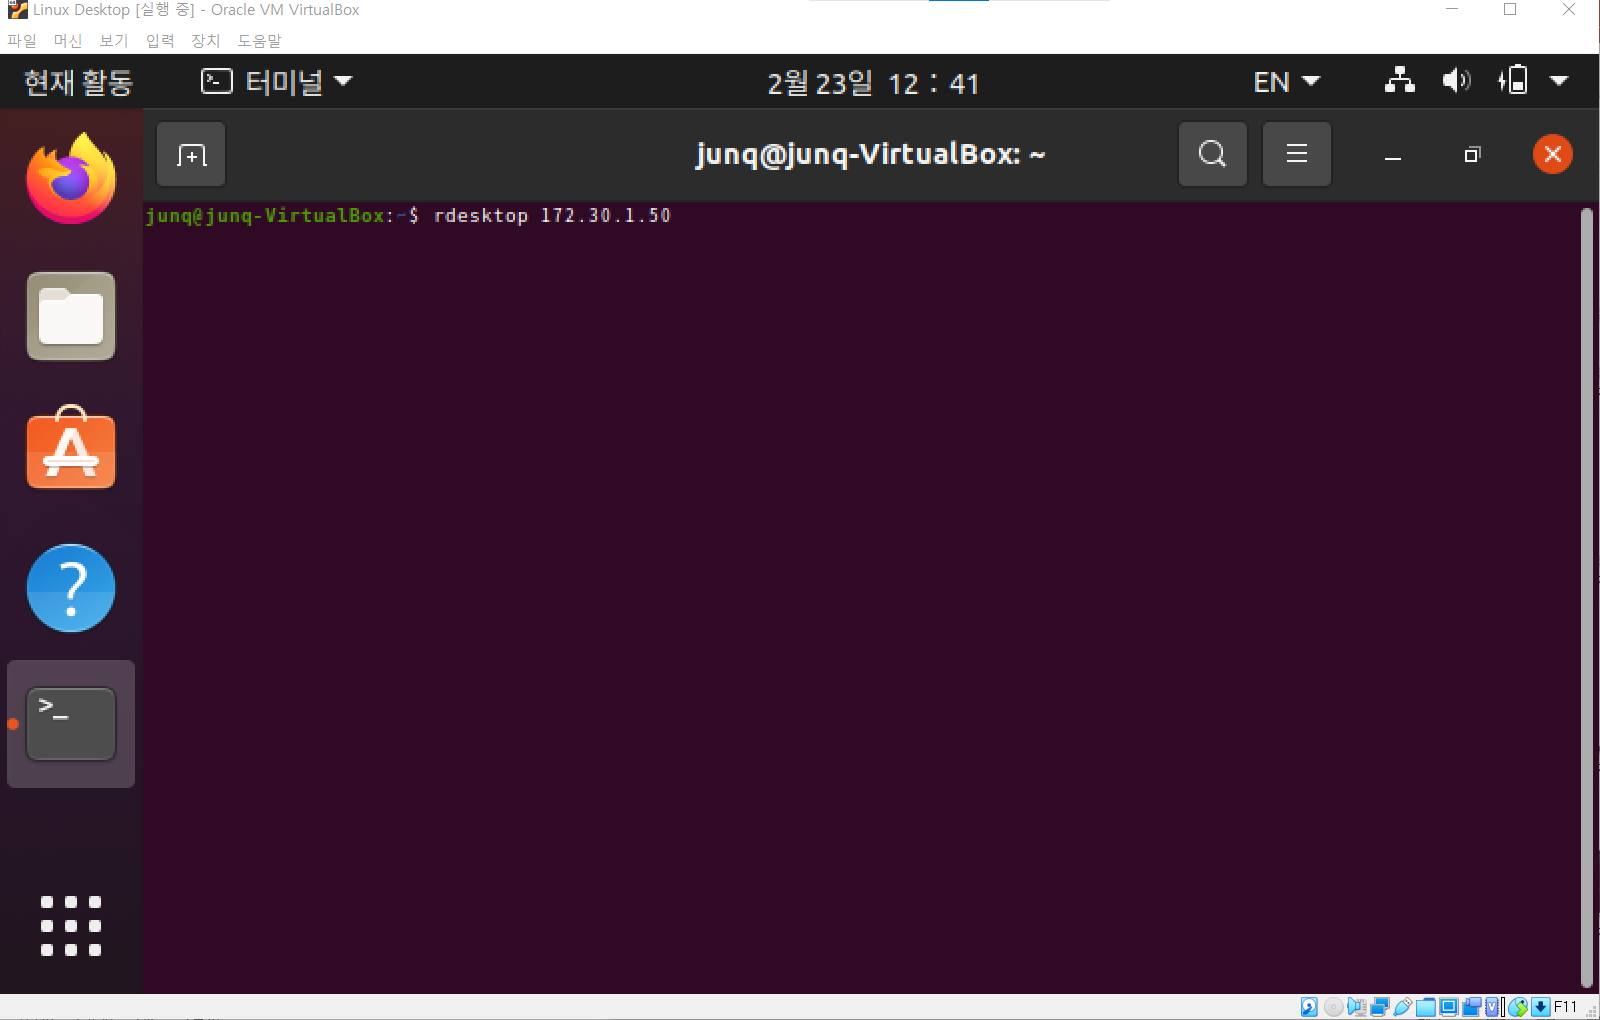 Linux Desktop [실행 중] - Oracle VM VirtualBox
파일 머신 보기 입력 장치 도움말
현재 활동 터미널 2월 23일 12 : 41 EN
junq@junq-VirtualBox: ~
junq@junq-VirtualBox:~$ rdesktop 172.30.1.50
F11